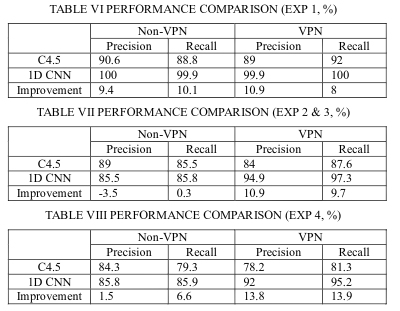 TABLE VI PERFORMANCE COMPARISON (EXP 1, %)
Non-VPN VPN
Precision Recall Precision Recall
C4.5 90.6 88.8 89 92
1D CNN 100 99.9 99.9 100
Improvement 9.4 10.1 10.9 8
TABLE VII PERFORMANCE COMPARISON (EXP 2 & 3, %)
Non-VPN VPN
Precision Recall Precision Recall
C4.5 89 85.5 84 87.6
1D CNN 85.5 85.8 94.9 97.3
Improvement -3.5 0.3 10.9 9.7
TABLE VIII PERFORMANCE COMPARISON (EXP 4, %)
Non-VPN VPN
Precision Recall Precision Recall
C4.5 84.3 79.3 78.2 81.3
1D CNN 85.8 85.9 92 95.2
Improvement 1.5 6.6 13.8 13.9